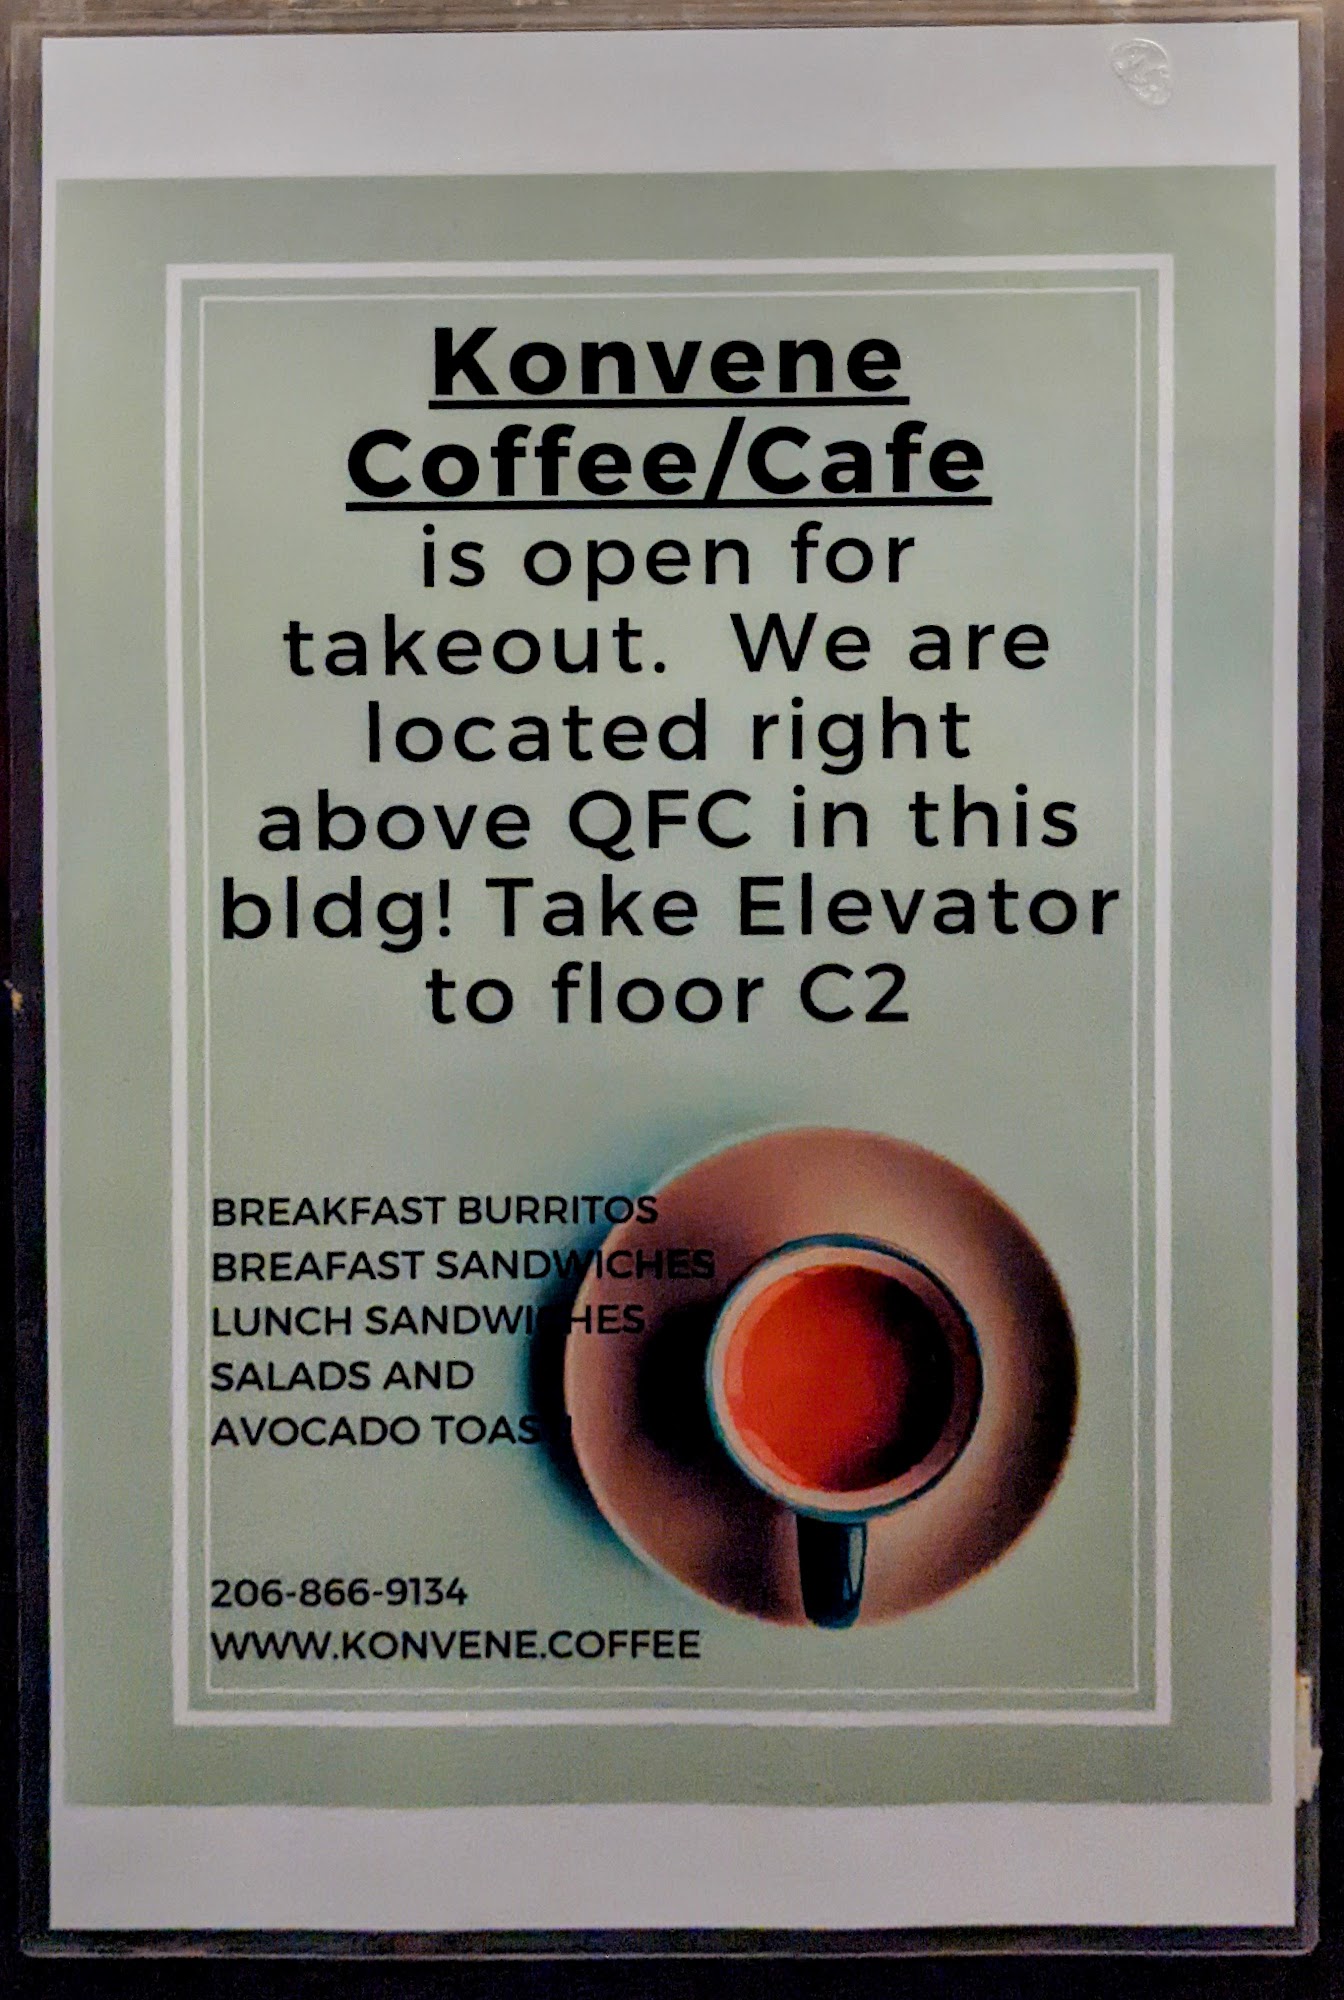 Konvene
Coffee/Cafe
is open for
takeout. We are
located right
above QFC in this
bldg! Take Elevator
to floor C2
BREAKFAST BURRITOS
BREAFAST SANDWICHES
LUNCH SANDWICHES
SALADS AND
AVOCADO TOAST
206-866-9134
WWW.KONVENE.COFFEE